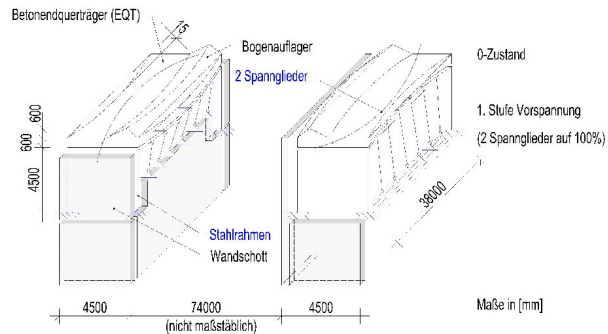 Betonendquerträger (EQT)
15
Bogenauflager
0-Zustand
2 Spannglieder
1. Stufe Vorspannung
(2 Spannglieder auf 100%)
600
600
4500
38000
Stahlrahmen
Wandschott
4500
74000
4500
(nicht maßstäblich)
Maße in [mm]